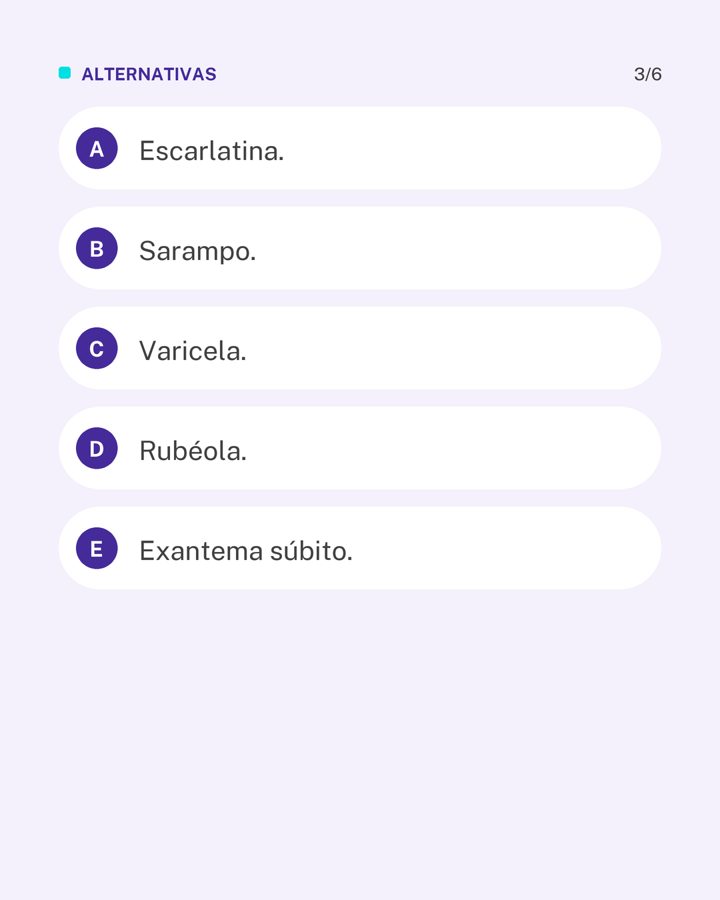 ALTERNATIVAS
3/6
A Escarlatina.
B Sarampo.
C Varicela.
D Rubéola.
E Exantema súbito.